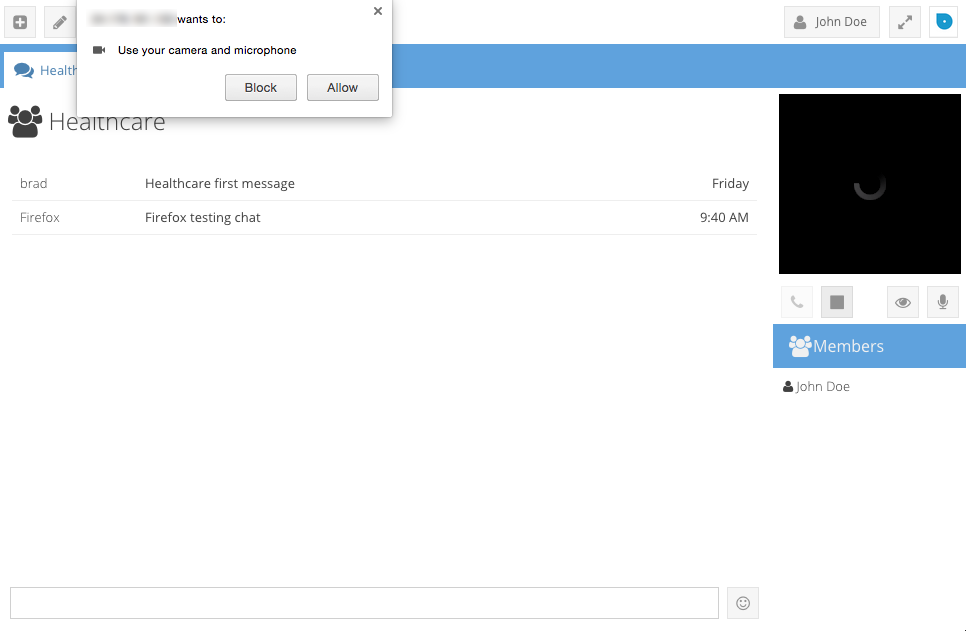 wants to:
Use your camera and microphone
Block
Allow
John Doe
Health
Healthcare
brad Healthcare first message Friday
Firefox Firefox testing chat 9:40 AM
Members
John Doe